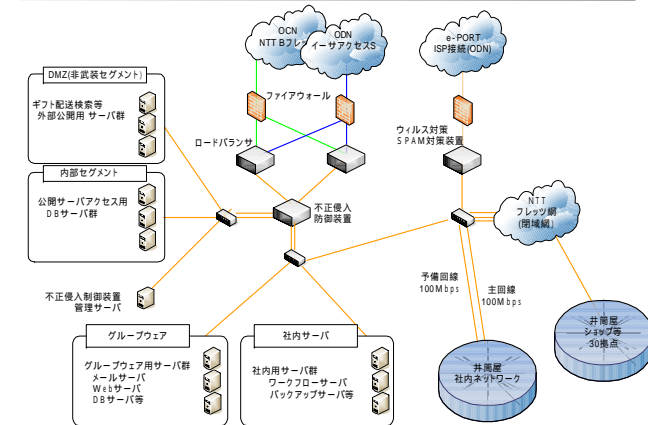 OCN
NTT Bフレッ
ODN
イーサアクセスS
e-PORT
ISP接続(ODN)
DMZ(非武装セグメント)
ギフト配送検索等
外部公開用 サーバ群
ファイアウォール
ロードバランサ
ウィルス対策
SPAM対策装置
内部セグメント
公開サーバアクセス用
DBサーバ群
不正侵入
防御装置
NTT
フレッツ網
(閉域網)
不正侵入制御装置
管理サーバ
予備回線
100Mbps
主回線
100Mbps
井筒屋
ショップ等
30拠点
グループウェア
グループウェア用サーバ群
メールサーバ
Webサーバ
DBサーバ等
社内サーバ
社内用サーバ群
ワークフローサーバ
バックアップサーバ等
井筒屋
社内ネットワーク